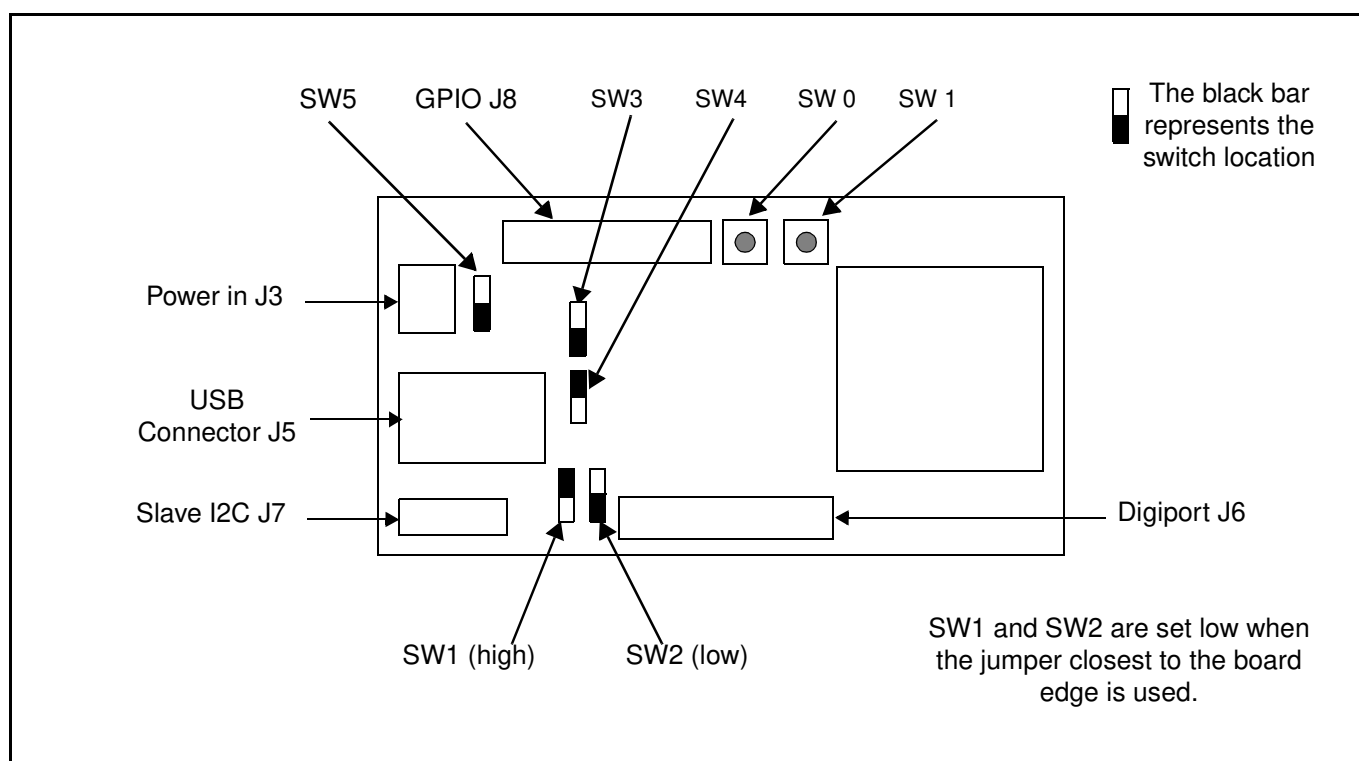 SW5
GPIO J8
SW3
SW4
SW 0
SW 1
The black bar
represents the
switch location
Power in J3
USB
Connector J5
Slave I2C J7
Digiport J6
SW1 (high)
SW2 (low)
SW1 and SW2 are set low when
the jumper closest to the board
edge is used.